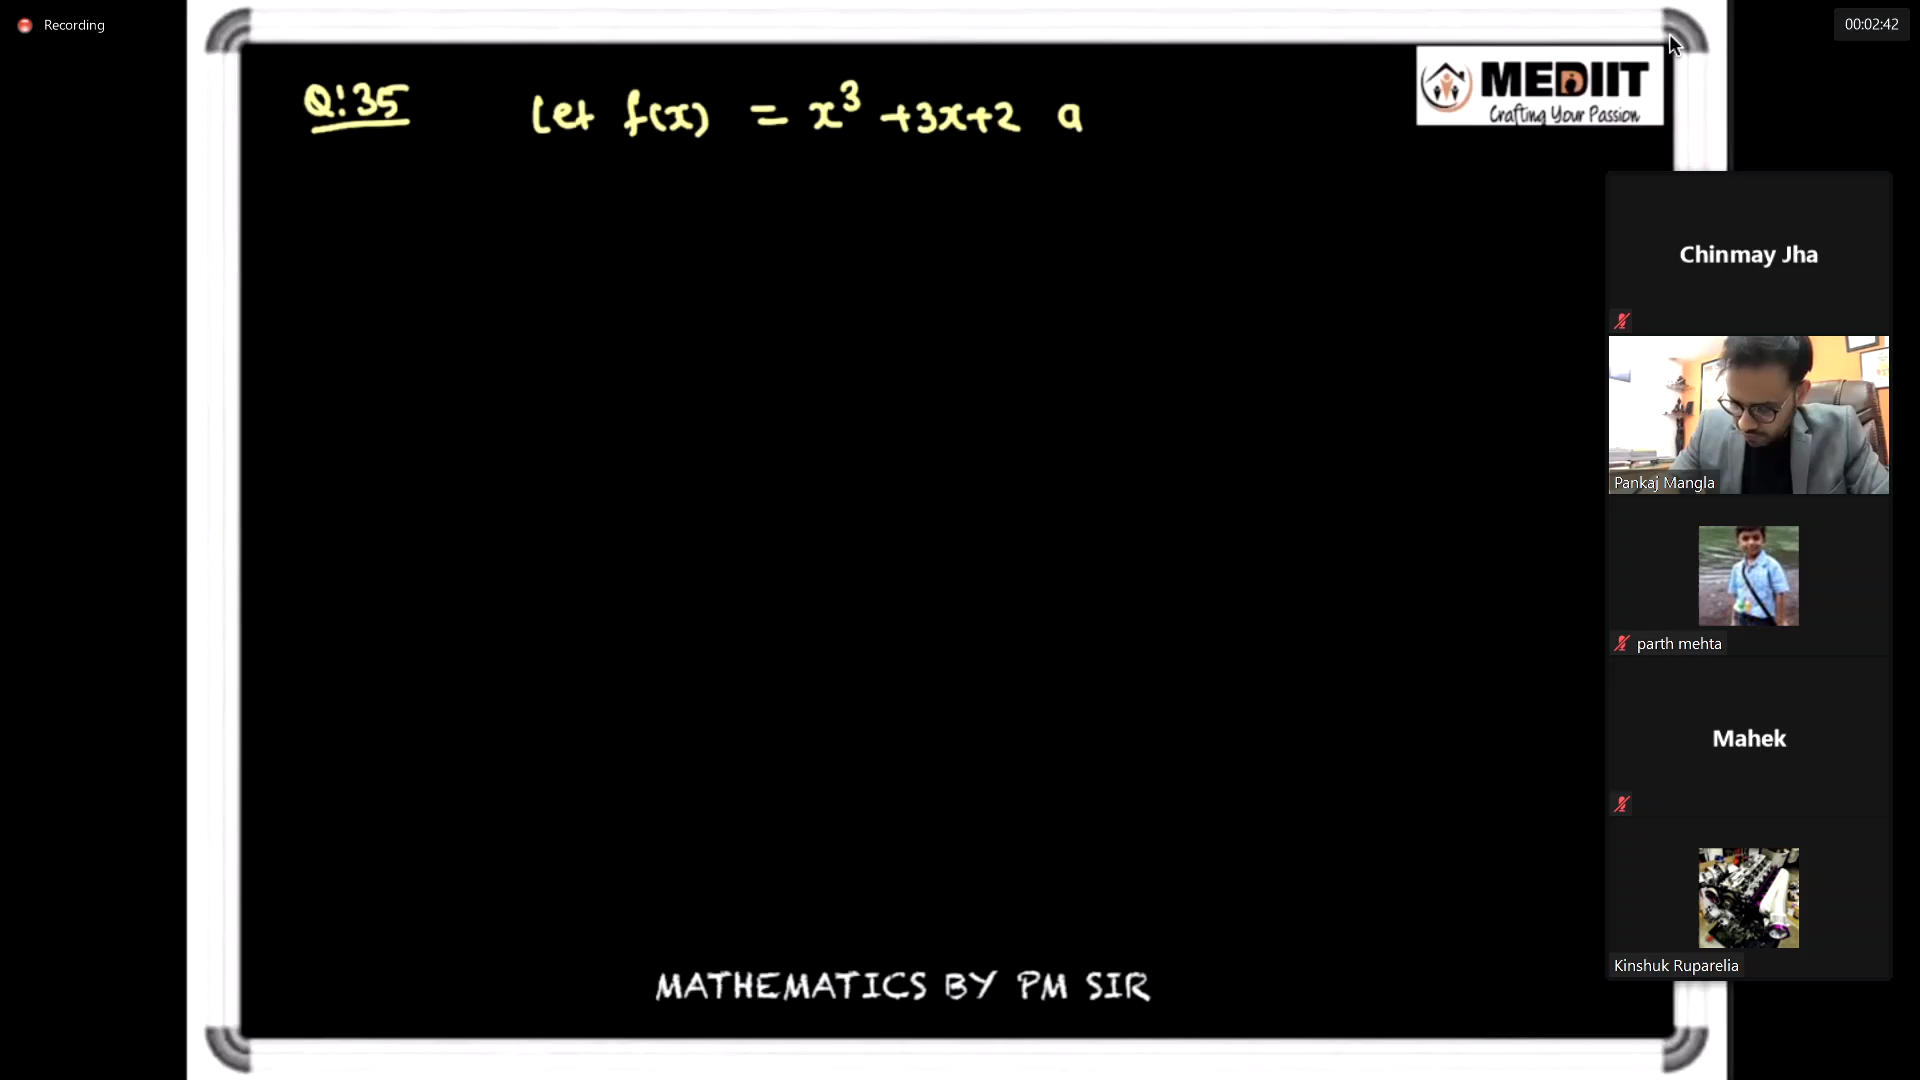 Recording
00:02:42
Q:35 Let f(x) = x³ +3x+2 a
MEDIIT
Crafting Your Passion
Chinmay Jha
Pankaj Mangla
parth mehta
Mahek
Kinshuk Ruparelia
MATHEMATICS BY PM SIR